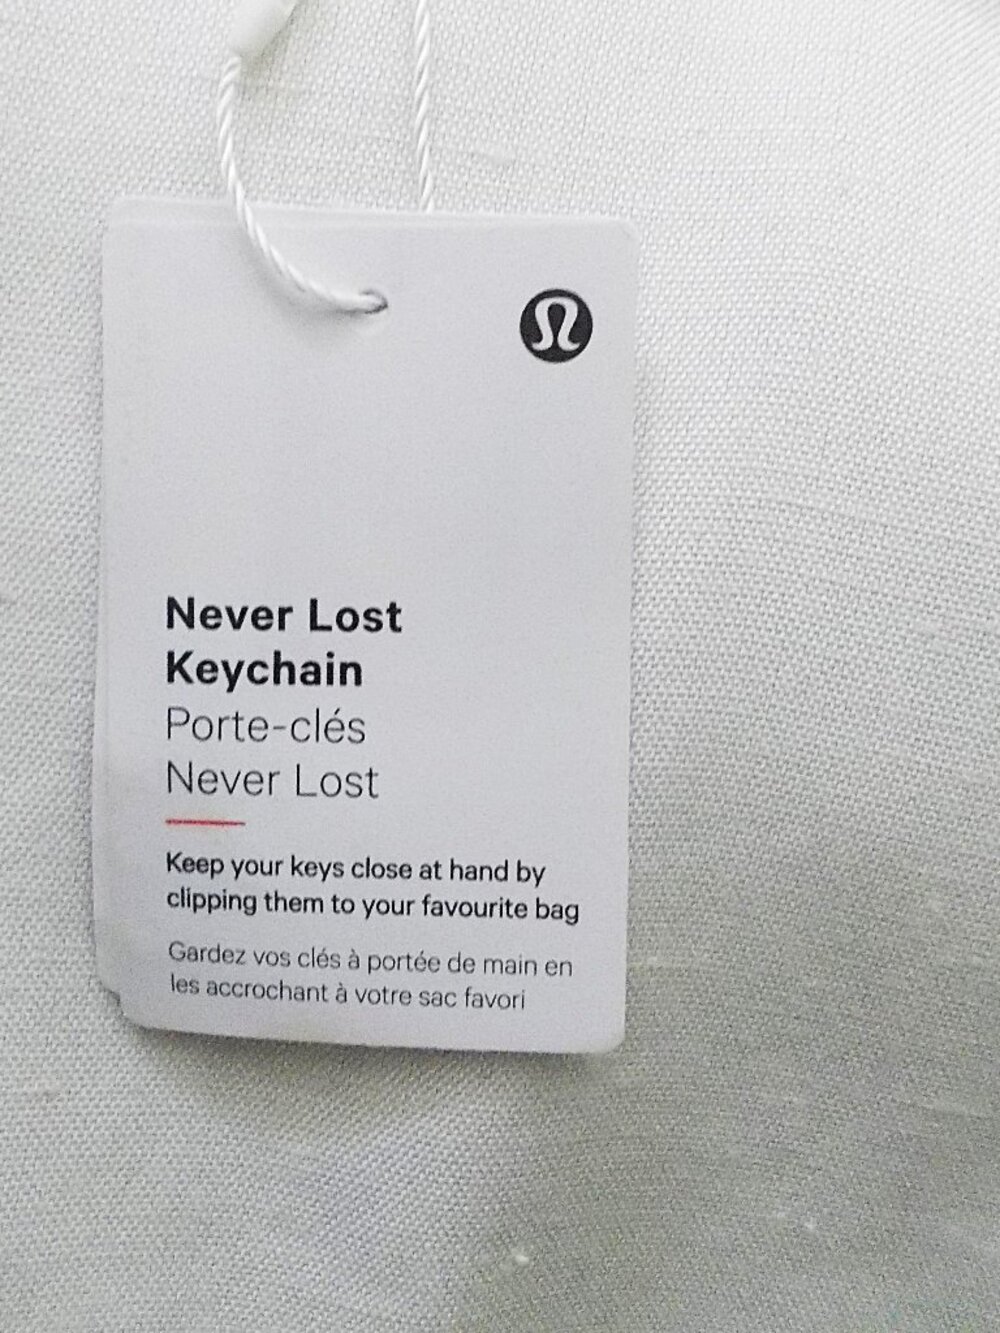 Never Lost
Keychain
Porte-clés
Never Lost
Keep your keys close at hand by
clipping them to your favourite bag
Gardez vos clés à portée de main en
les accrochant à votre sac favori